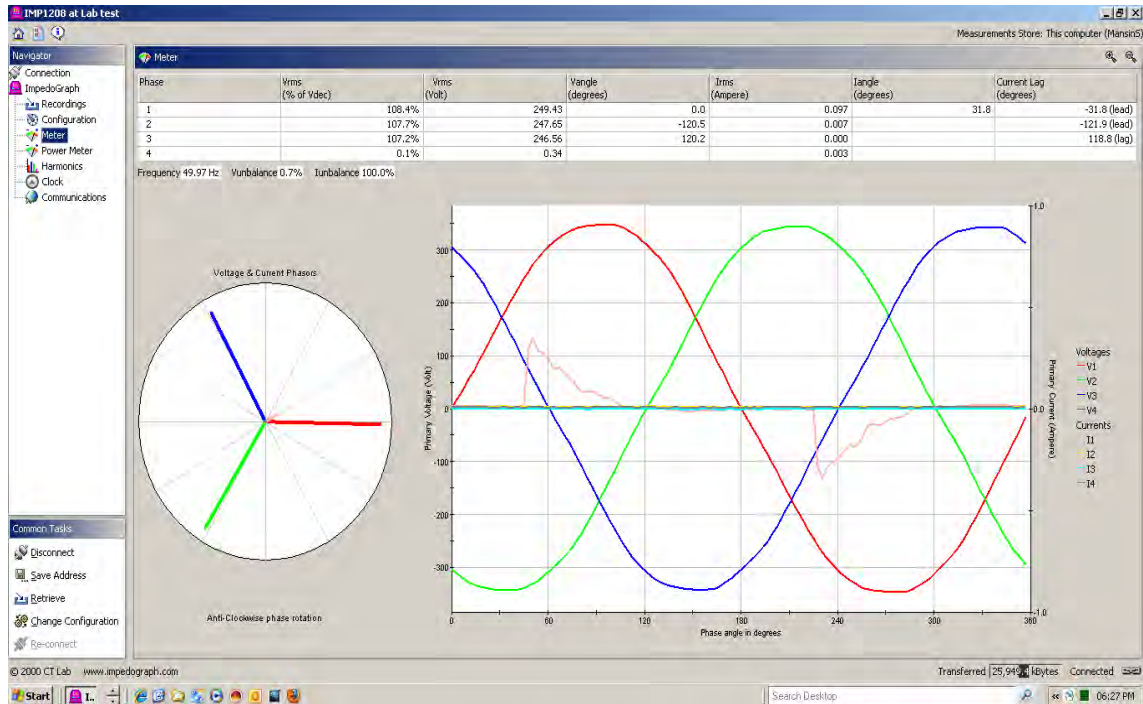 IMP1208 at Lab test
Measurements Store: This computer (MansinS)
Navigator
Connection
ImpedoGraph
Recordings
Configuration
Meter
Power Meter
Harmonics
Clock
Communications
Meter
Phase Vrms (% of Vdec) Vrms (Volt) Vangle (degrees) Irms (Ampere) Iangle (degrees) Current Lag (degrees)
1 108.4% 249.43 0.0 0.097 31.8 -31.8 (lead)
2 107.7% 247.65 -120.5 0.007 -121.9 (lead)
3 107.2% 246.56 120.2 0.000 118.8 (lag)
4 0.1% 0.34 0.003
Frequency 49.97 Hz Vunbalance 0.7% Iunbalance 100.0%
Voltage & Current Phasors
Anti-Clockwise phase rotation
Primary Voltage (Volt)
300
200
100
0
-100
-200
-300
0 60 120 180 240 300 360
Phase angle in degrees
1.0
0.0
-1.0
Primary Current (Ampere)
Voltages
V1
V2
V3
V4
Currents
I1
I2
I3
I4
Common Tasks
Disconnect
Save Address
Retrieve
Change Configuration
Re-connect
© 2000 CT Lab www.impedograph.com
Transferred kBytes Connected
Start I.. Search Desktop 06:27 PM